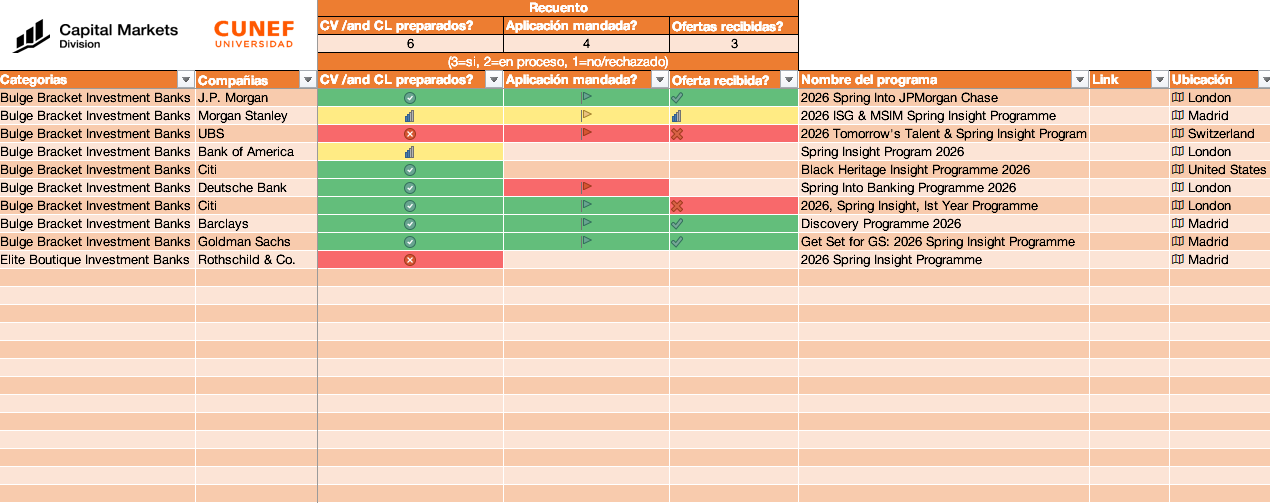 Recuento
Capital Markets
Division
CUNEF
UNIVERSIDAD
CV /and CL preparados? Aplicación mandada? Ofertas recibidas?
6 4 3
(3=si, 2=en proceso, 1=no/rechazado)
Categorias Compañias CV /and CL preparados? Aplicación mandada? Oferta recibida? Nombre del programa Link Ubicación
Bulge Bracket Investment Banks J.P. Morgan 2026 Spring Into JPMorgan Chase London
Bulge Bracket Investment Banks Morgan Stanley 2026 ISG & MSIM Spring Insight Programme Madrid
Bulge Bracket Investment Banks UBS 2026 Tomorrow's Talent & Spring Insight Program Switzerland
Bulge Bracket Investment Banks Bank of America Spring Insight Program 2026 London
Bulge Bracket Investment Banks Citi Black Heritage Insight Programme 2026 United States
Bulge Bracket Investment Banks Deutsche Bank Spring Into Banking Programme 2026 London
Bulge Bracket Investment Banks Citi 2026, Spring Insight, Ist Year Programme London
Bulge Bracket Investment Banks Barclays Discovery Programme 2026 Madrid
Bulge Bracket Investment Banks Goldman Sachs Get Set for GS: 2026 Spring Insight Programme Madrid
Elite Boutique Investment Banks Rothschild & Co. 2026 Spring Insight Programme Madrid